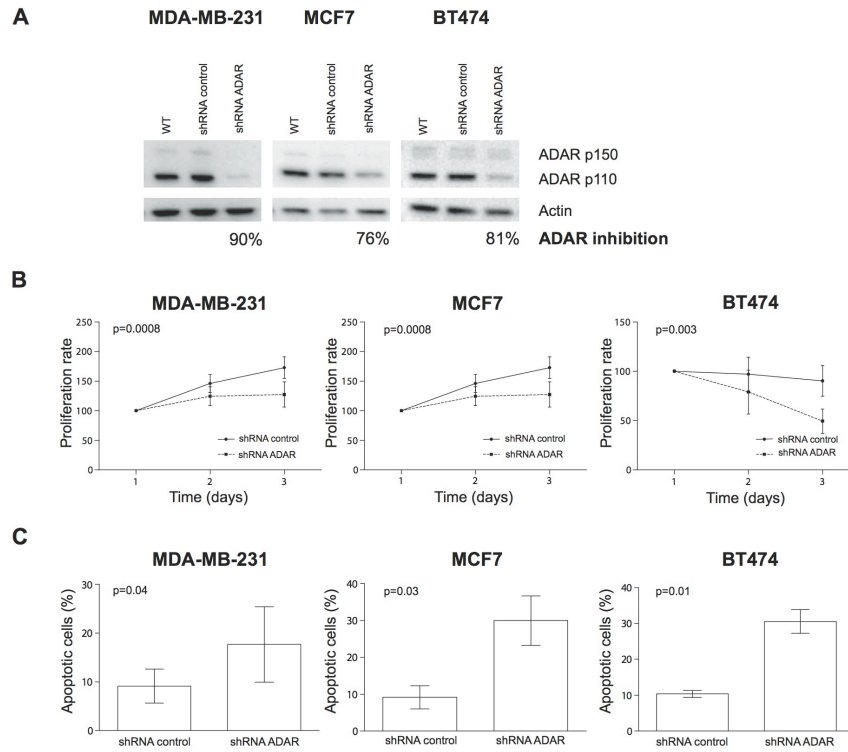 A
MDA-MB-231 MCF7 BT474
WT shRNA control shRNA ADAR WT shRNA control shRNA ADAR WT shRNA control shRNA ADAR
ADAR p150
ADAR p110
Actin
90% 76% 81% ADAR inhibition
B
MDA-MB-231
p=0.0008
Proliferation rate
250
200
150
100
50
0
shRNA control
shRNA ADAR
1 2 3
Time (days)
MCF7
p=0.0008
Proliferation rate
250
200
150
100
50
0
shRNA control
shRNA ADAR
1 2 3
Time (days)
BT474
p=0.003
Proliferation rate
150
100
50
0
shRNA control
shRNA ADAR
1 2 3
Time (days)
C
MDA-MB-231
p=0.04
Apoptotic cells (%)
30
20
10
0
shRNA control shRNA ADAR
MCF7
p=0.03
Apoptotic cells (%)
40
30
20
10
0
shRNA control shRNA ADAR
BT474
p=0.01
Apoptotic cells (%)
40
30
20
10
0
shRNA control shRNA ADAR